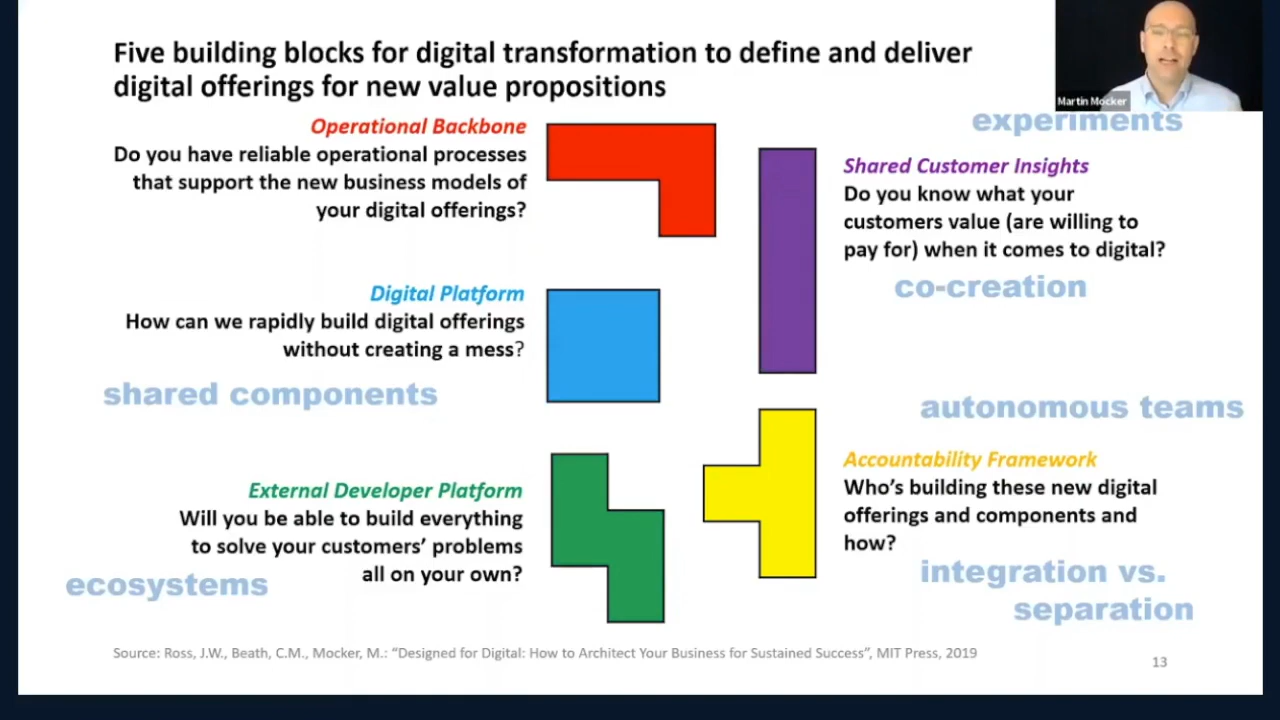 Five building blocks for digital transformation to define and deliver
digital offerings for new value propositions
Martin Mocker
Operational Backbone
Do you have reliable operational processes
that support the new business models of
your digital offerings?
experiments
Shared Customer Insights
Do you know what your
customers value (are willing to
pay for) when it comes to digital?
co-creation
Digital Platform
How can we rapidly build digital offerings
without creating a mess?
shared components
autonomous teams
Accountability Framework
Who’s building these new digital
offerings and components and
how?
integration vs.
separation
External Developer Platform
Will you be able to build everything
to solve your customers’ problems
all on your own?
ecosystems
Source: Ross, J.W., Beath, C.M., Mocker, M.: “Designed for Digital: How to Architect Your Business for Sustained Success”, MIT Press, 2019
13